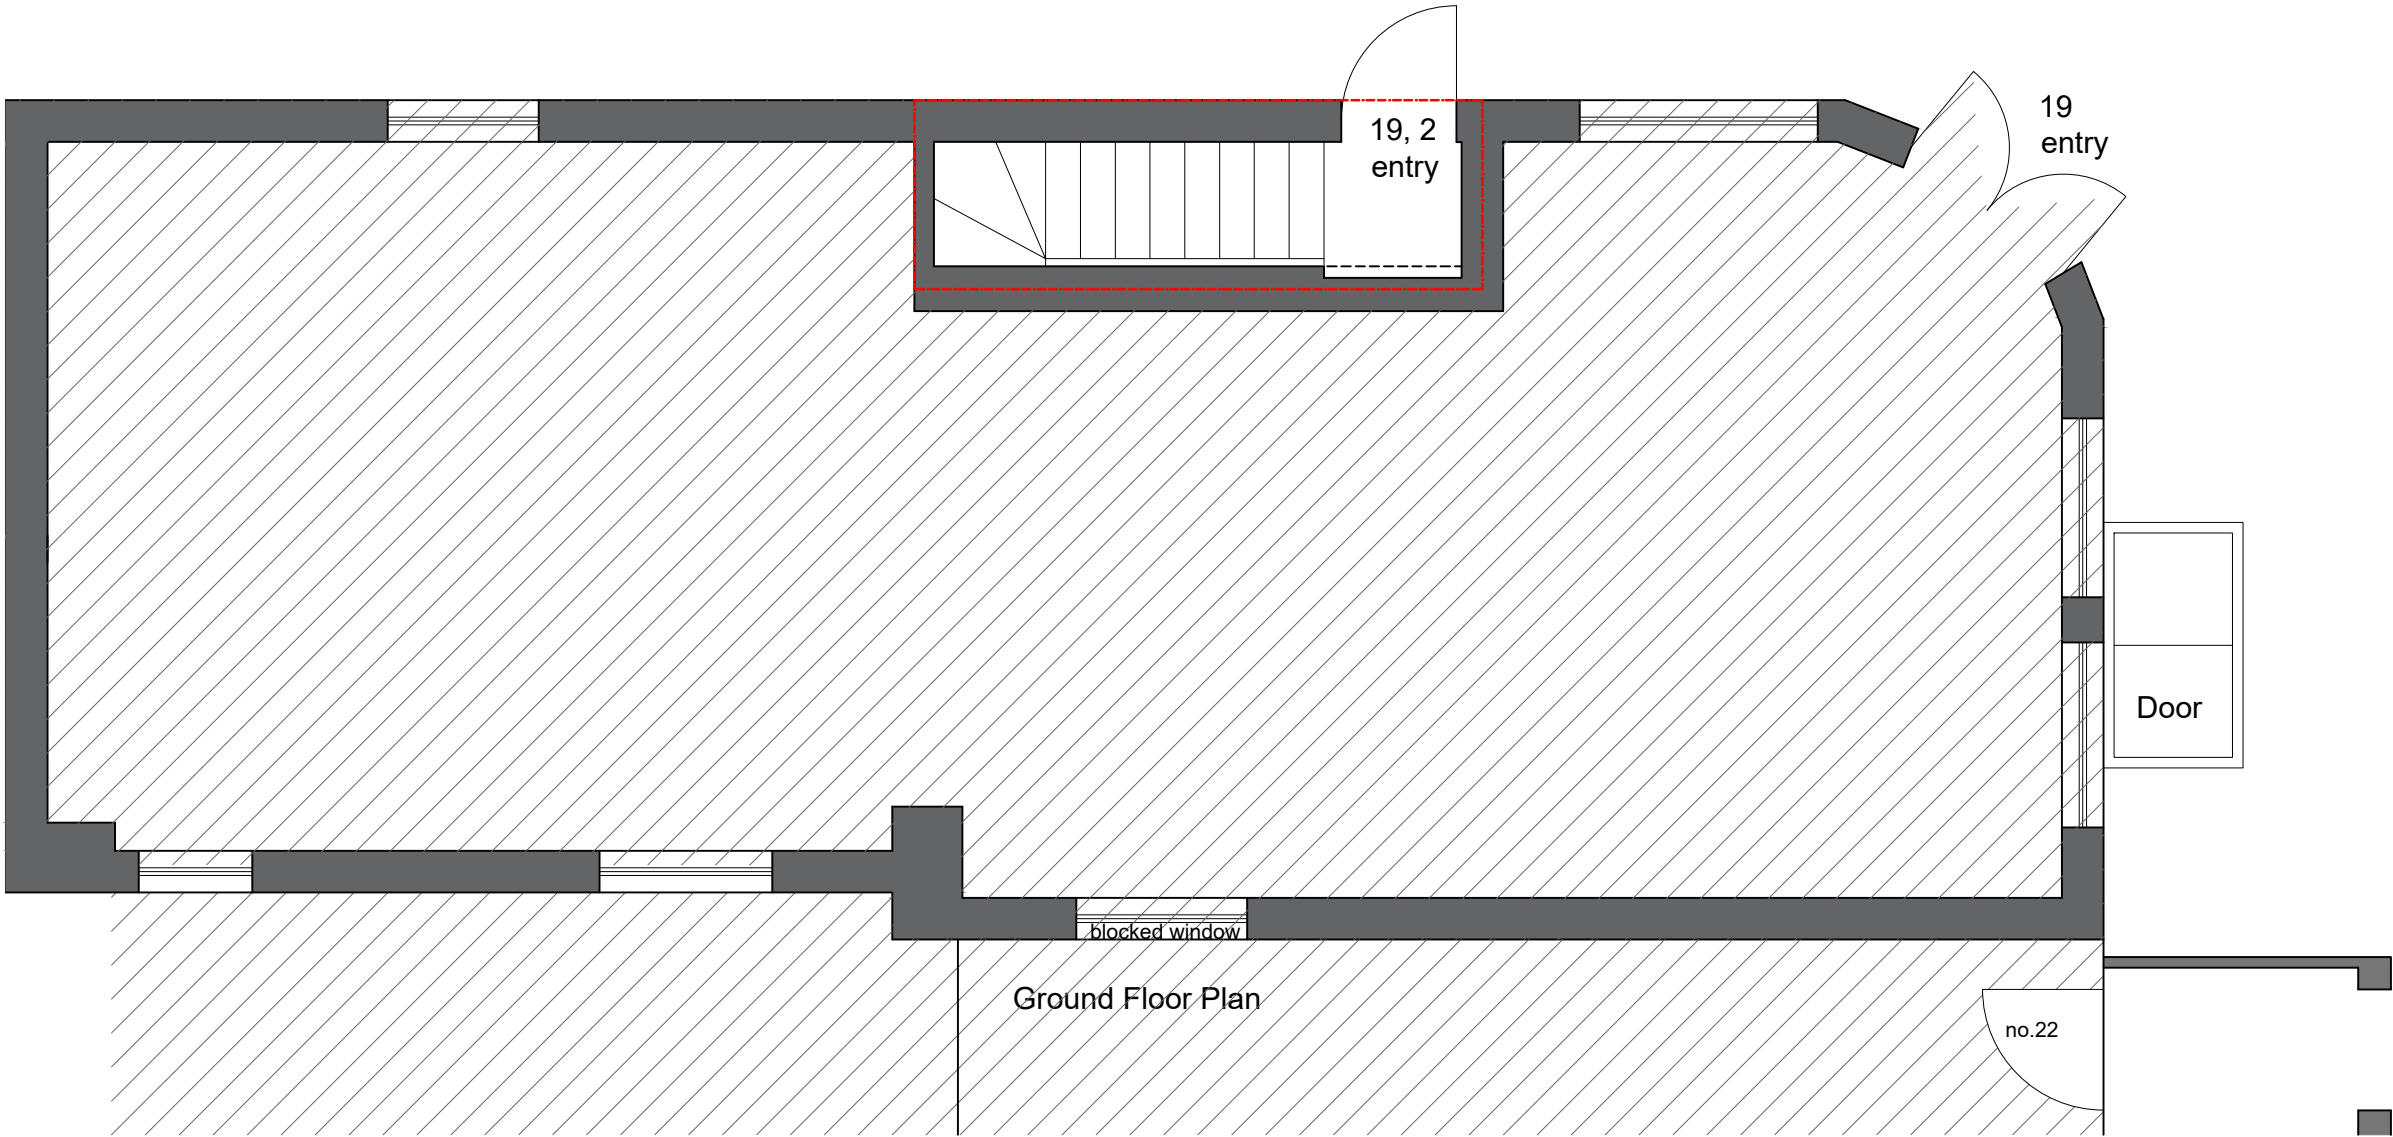 19, 2
entry
19
entry
Door
blocked window
Ground Floor Plan
no.22